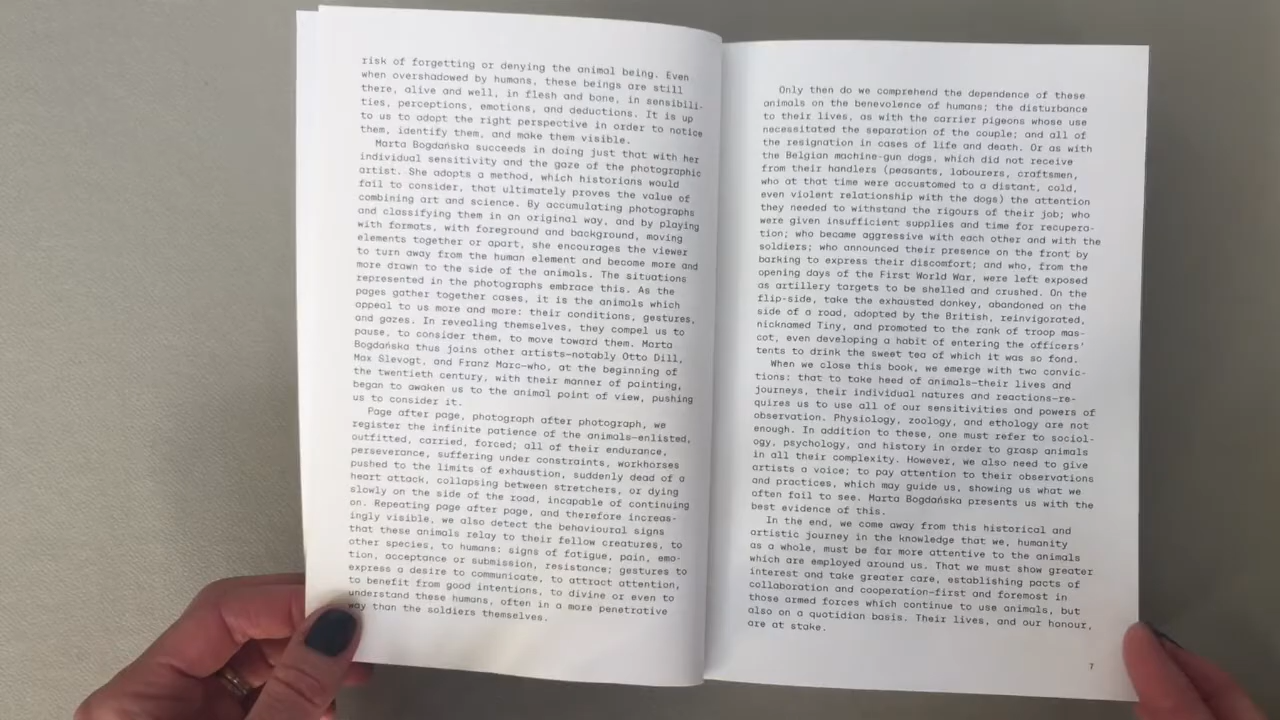 risk of forgetting or denying the animal being. Even
when overshadowed by humans, these beings are still
there, alive and well, in flesh and bone, in sensibili-
ties, perceptions, emotions, and deductions. It is up
to us to adopt the right perspective in order to notice
them, identify them, and make them visible.
Marta Bogdańska succeeds in doing just that with her
individual sensitivity and the gaze of the photographic
artist. She adopts a method, which historians would
fail to consider, that ultimately proves the value of
combining art and science. By accumulating photographs
and classifying them in an original way, and by playing
with formats, with foreground and background, moving
elements together or apart, she encourages the viewer
to turn away from the human element and become more and
more drawn to the side of the animals. The situations
represented in the photographs embrace this. As the
pages gather together cases, it is the animals which
appeal to us more and more: their conditions, gestures,
and gazes. In revealing themselves, they compel us to
pause, to consider them, to move toward them. Marta
Bogdańska thus joins other artists—notably Otto Dill,
Max Slevogt, and Franz Marc—who, at the beginning of
the twentieth century, with their manner of painting,
began to awaken us to the animal point of view, pushing
us to consider it.
Page after page, photograph after photograph, we
register the infinite patience of the animals—enlisted,
outfitted, carried, forced; all of their endurance,
perseverance, suffering under constraints, workhorses
pushed to the limits of exhaustion, suddenly dead of a
heart attack, collapsing between stretchers, or dying
slowly on the side of the road, incapable of continuing
on. Repeating page after page, and therefore increas-
ingly visible, we also detect the behavioural signs
that these animals relay to their fellow creatures, to
other species, to humans: signs of fatigue, pain, emo-
tion, acceptance or submission, resistance; gestures to
express a desire to communicate, to attract attention,
to benefit from good intentions, to divine or even to
understand these humans, often in a more penetrative
way than the soldiers themselves.
Only then do we comprehend the dependence of these
animals on the benevolence of humans; the disturbance
to their lives, as with the carrier pigeons whose use
necessitated the separation of the couple; and all of
the resignation in cases of life and death. Or as with
the Belgian machine-gun dogs, which did not receive
from their handlers (peasants, labourers, craftsmen,
who at that time were accustomed to a distant, cold,
even violent relationship with the dogs) the attention
they needed to withstand the rigours of their job; who
were given insufficient supplies and time for recupera-
tion; who became aggressive with each other and with the
soldiers; who announced their presence on the front by
barking to express their discomfort; and who, from the
opening days of the First World War, were left exposed
as artillery targets to be shelled and crushed. On the
flip-side, take the exhausted donkey, abandoned on the
side of a road, adopted by the British, reinvigorated,
nicknamed Tiny, and promoted to the rank of troop mas-
cot, even developing a habit of entering the officers'
tents to drink the sweet tea of which it was so fond.
When we close this book, we emerge with two convic-
tions: that to take heed of animals—their lives and
journeys, their individual natures and reactions—re-
quires us to use all of our sensitivities and powers of
observation. Physiology, zoology, and ethology are not
enough. In addition to these, one must refer to sociol-
ogy, psychology, and history in order to grasp animals
in all their complexity. However, we also need to give
artists a voice; to pay attention to their observations
and practices, which may guide us, showing us what we
often fail to see. Marta Bogdańska presents us with the
best evidence of this.
In the end, we come away from this historical and
artistic journey in the knowledge that we, humanity
as a whole, must be far more attentive to the animals
which are employed around us. That we must show greater
interest and take greater care, establishing pacts of
collaboration and cooperation—first and foremost in
those armed forces which continue to use animals, but
also on a quotidian basis. Their lives, and our honour,
are at stake.
7